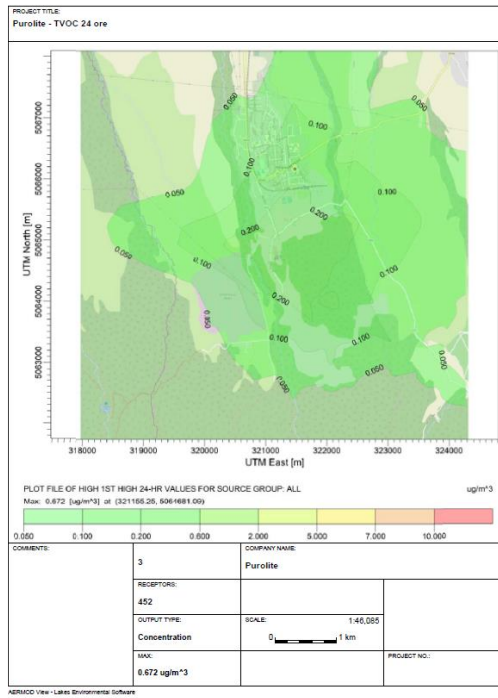 PROJECT TITLE:
Purolite - TVOC 24 ore
0.050
0.050
0.100
0.100
0.050
0.100
0.200
0.200
0.050
0.100
0.100
0.200
0.050
0.100
0.100
0.050
0.050
0.050
UTM North [m]
5063000 5064000 5065000 5066000 5067000
318000 319000 320000 321000 322000 323000 324000
UTM East [m]
PLOT FILE OF HIGH 1ST HIGH 24-HR VALUES FOR SOURCE GROUP: ALL
ug/m^3
Max: 0.672 [ug/m^3] at (321156.25, 5064681.09)
0.050 0.100 0.200 0.600 2.000 5.000 7.000 10.000
COMMENTS:
3
COMPANY NAME:
Purolite
RECEPTORS:
452
OUTPUT TYPE:
Concentration
SCALE: 1:46,085
0 1 km
MAX:
0.672 ug/m^3
PROJECT NO.:
AERMOD View - Lakes Environmental Software